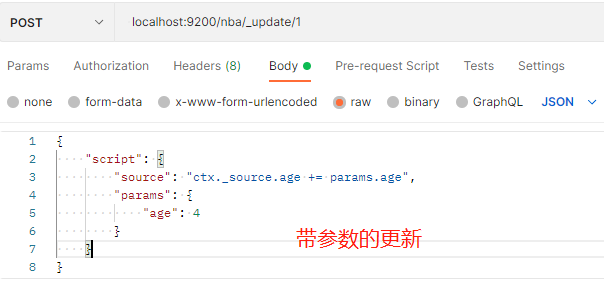 POST localhost:9200/nba/_update/1
Params Authorization Headers (8) Body Pre-request Script Tests Settings
none form-data x-www-form-urlencoded raw binary GraphQL JSON
1 {
2 "script": {
3 "source": "ctx._source.age += params.age",
4 "params": {
5 "age": 4
6 }
7 }
8 }
带参数的更新